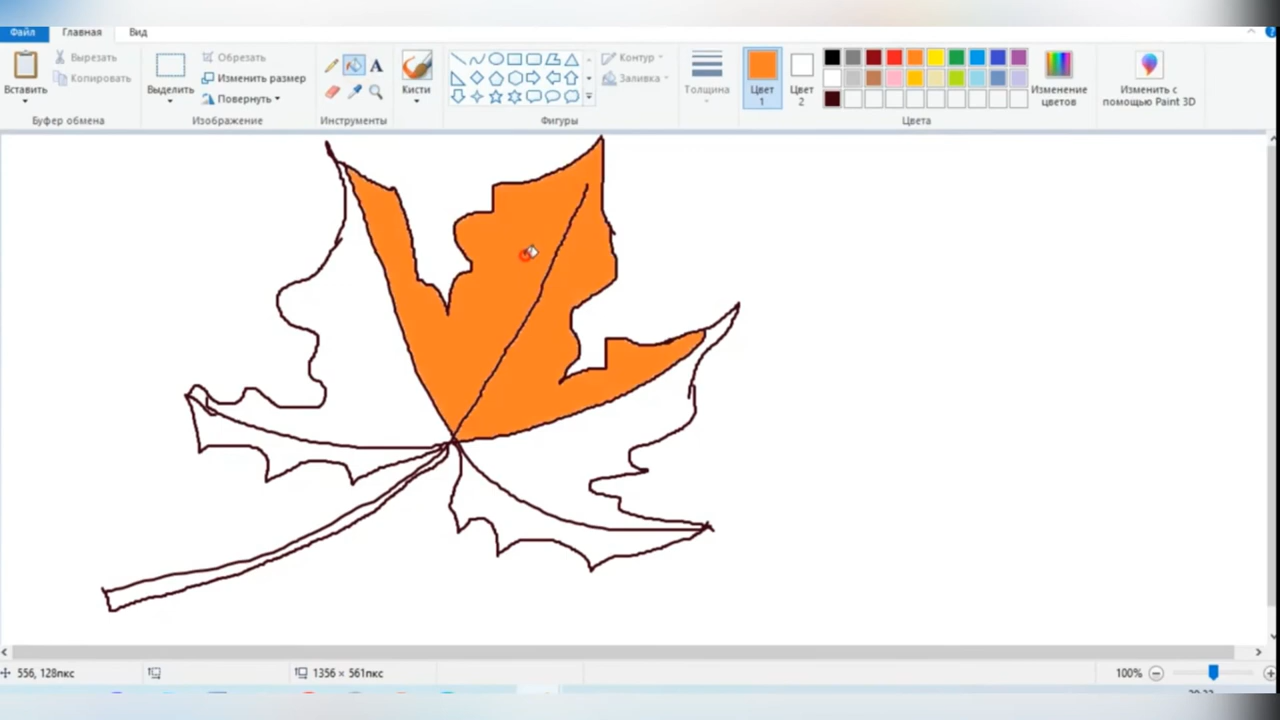 Файл Главная Вид
Вставить
Вырезать
Копировать
Буфер обмена
Выделить
Обрезать
Изменить размер
Повернуть
Изображение
A
Инструменты
Кисти
Контур
Заливка
Фигуры
Толщина
Цвет 1
Цвет 2
Изменение цветов
Цвета
Изменить с помощью Paint 3D
556, 128пкс
1356 × 561пкс
100%